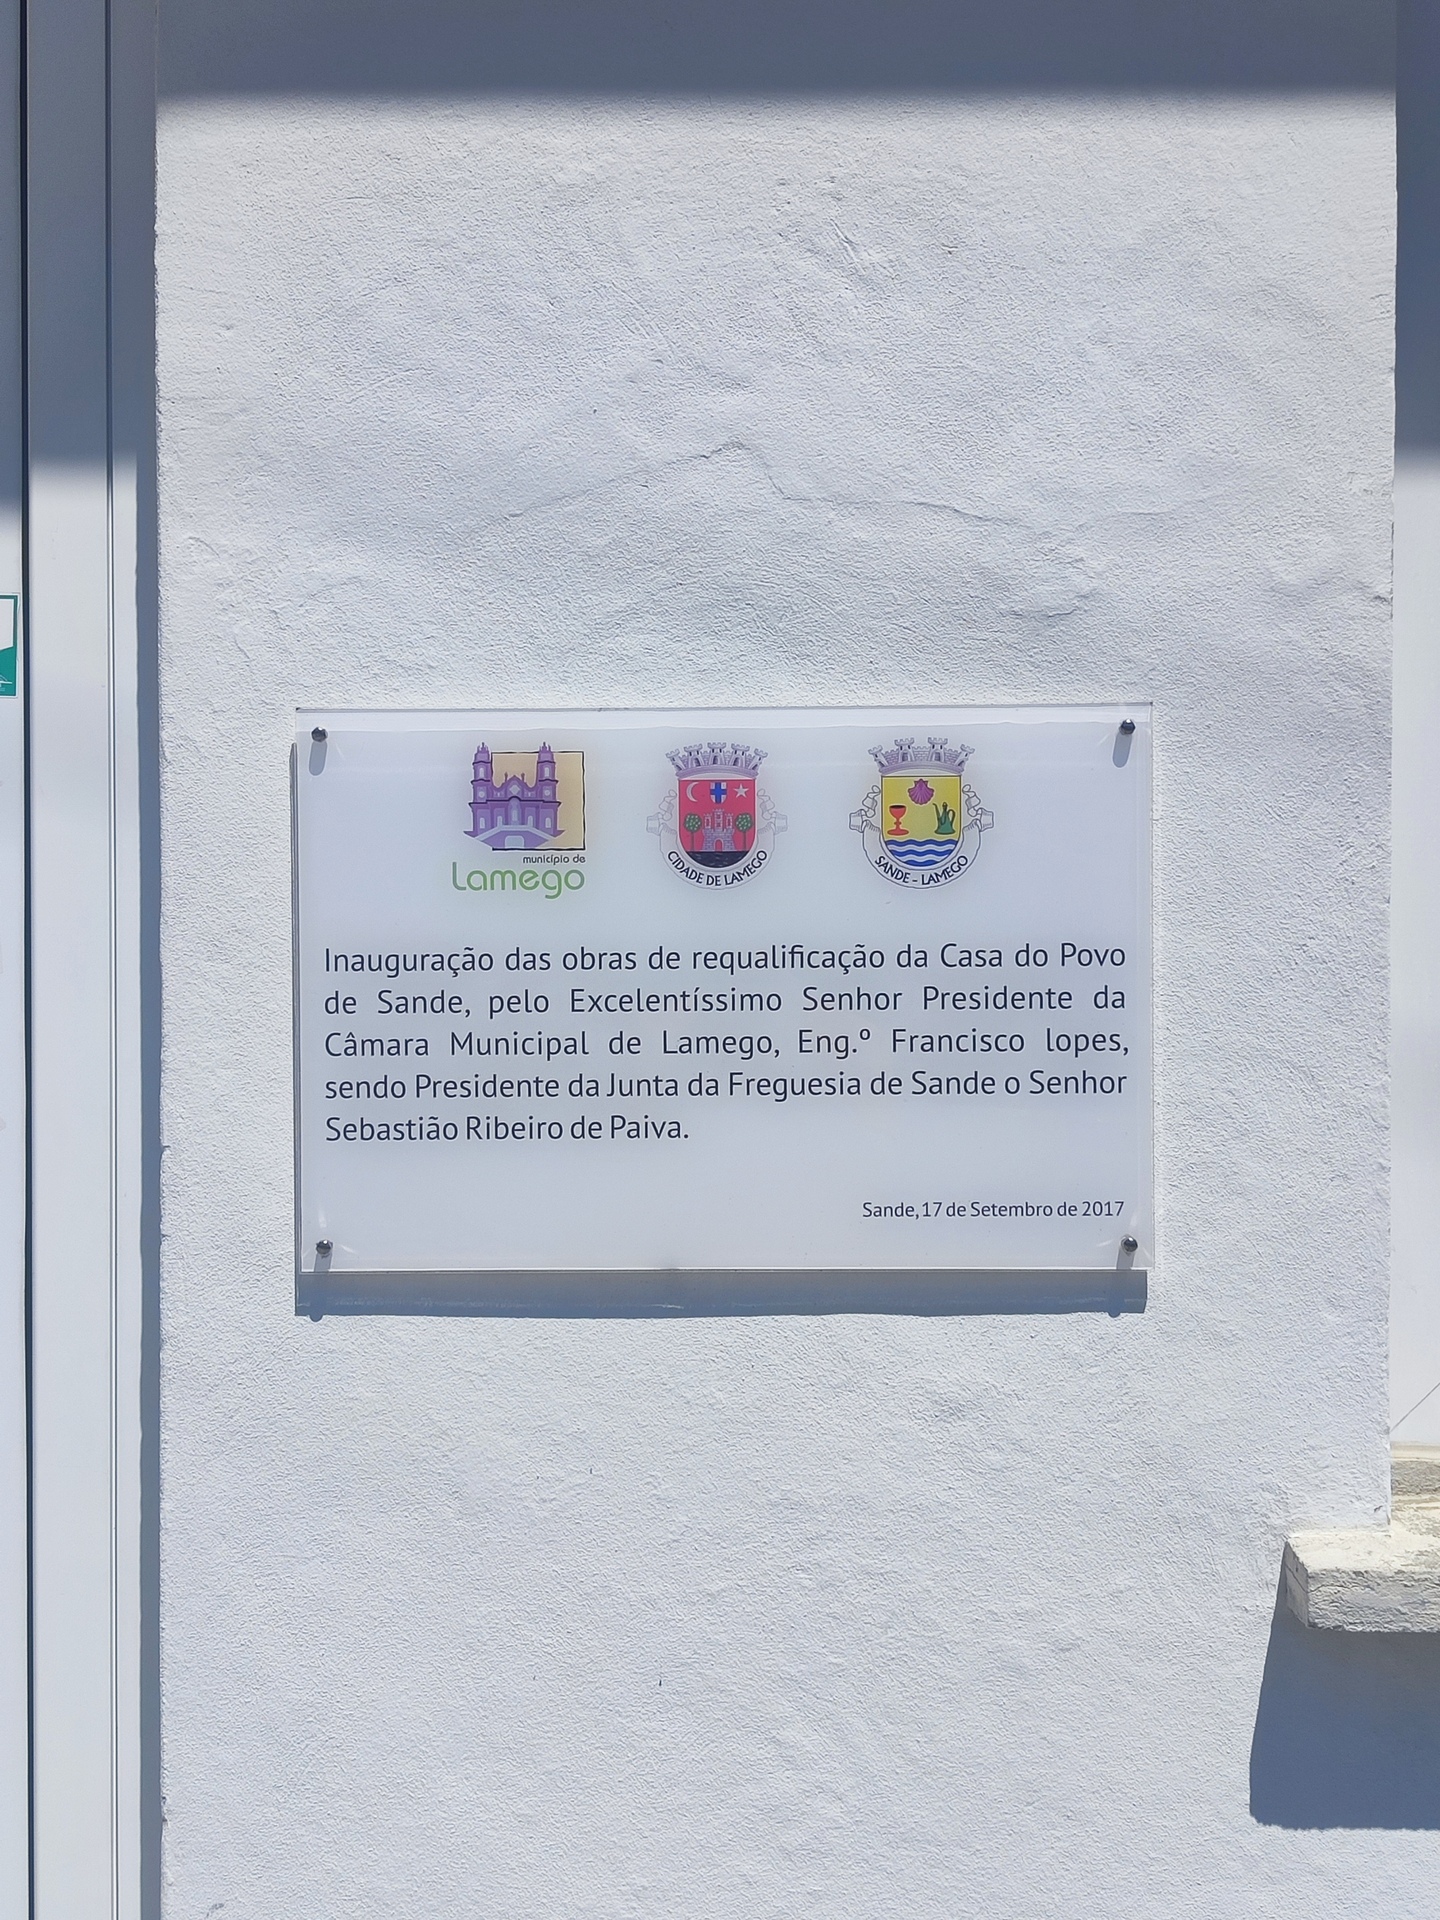 município de
Lamego
CIDADE DE LAMEGO
SANDE - LAMEGO
Inauguração das obras de requalificação da Casa do Povo
de Sande, pelo Excelentíssimo Senhor Presidente da
Câmara Municipal de Lamego, Eng.º Francisco lopes,
sendo Presidente da Junta da Freguesia de Sande o Senhor
Sebastião Ribeiro de Paiva.
Sande, 17 de Setembro de 2017